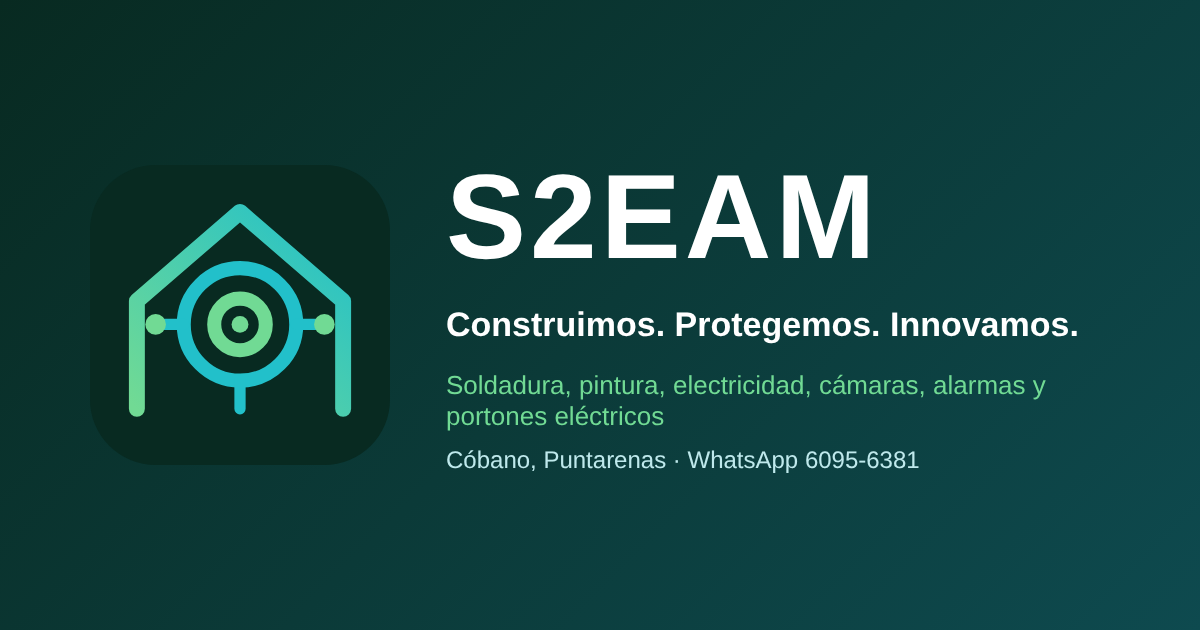 S2EAM
Construimos. Protegemos. Innovamos.
Soldadura, pintura, electricidad, cámaras, alarmas y
portones eléctricos
Cóbano, Puntarenas · WhatsApp 6095-6381